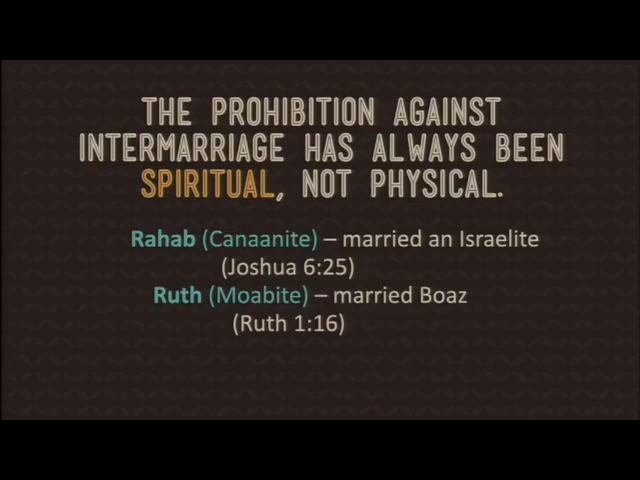 THE PROHIBITION AGAINST
INTERMARRIAGE HAS ALWAYS BEEN
SPIRITUAL, NOT PHYSICAL.
Rahab (Canaanite) – married an Israelite
(Joshua 6:25)
Ruth (Moabite) – married Boaz
(Ruth 1:16)